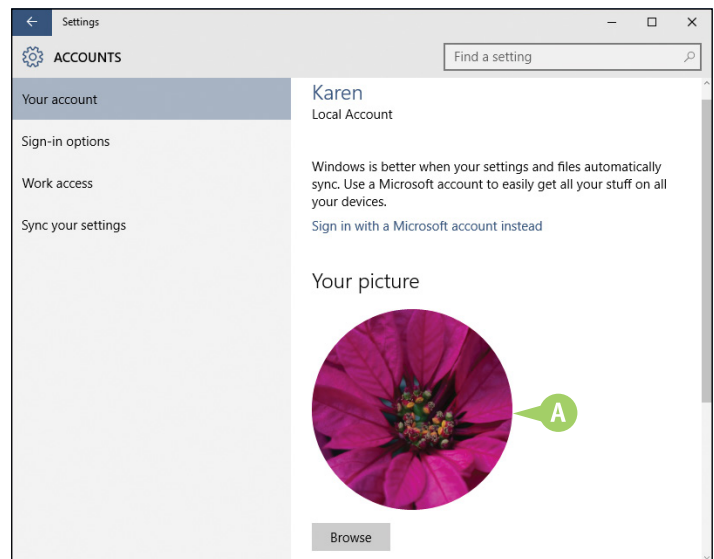 Settings
ACCOUNTS
Find a setting
Your account
Sign-in options
Work access
Sync your settings
Karen
Local Account
Windows is better when your settings and files automatically
sync. Use a Microsoft account to easily get all your stuff on all
your devices.
Sign in with a Microsoft account instead
Your picture
A
Browse